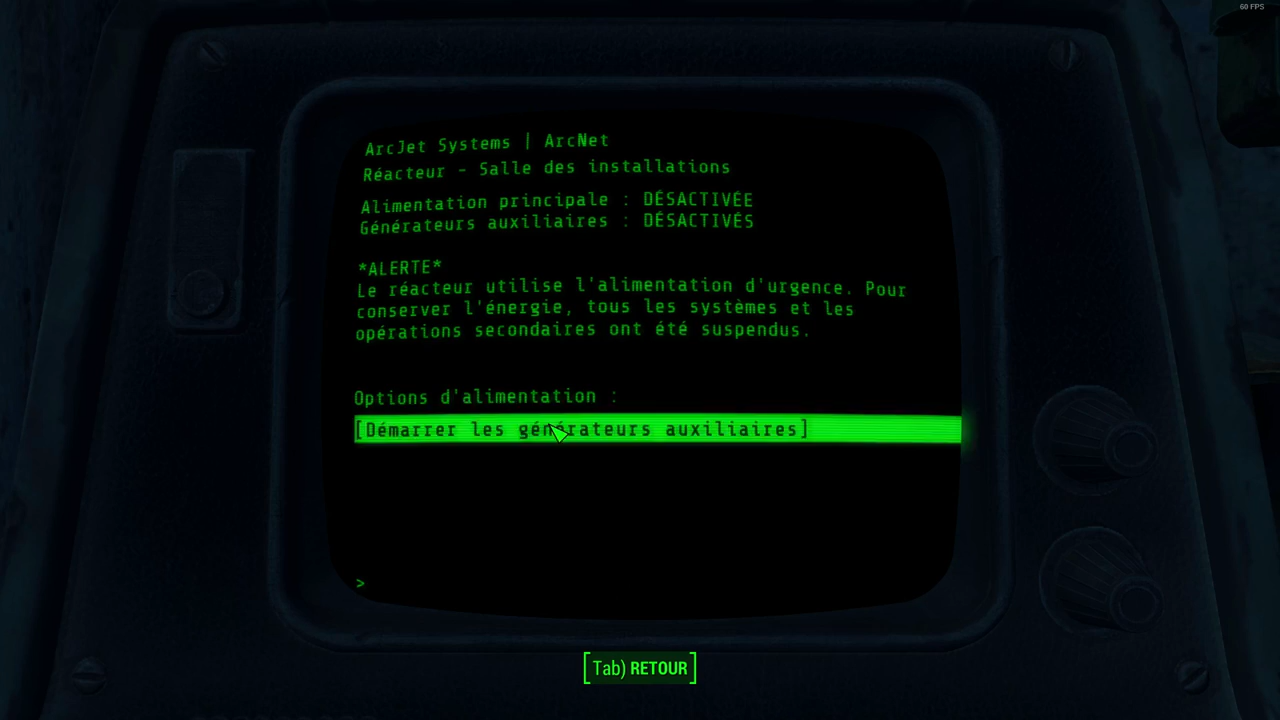 60 FPS
ArcJet Systems | ArcNet
Réacteur - Salle des installations
Alimentation principale : DÉSACTIVÉE
Générateurs auxiliaires : DÉSACTIVÉS
*ALERTE*
Le réacteur utilise l'alimentation d'urgence. Pour
conserver l'énergie, tous les systèmes et les
opérations secondaires ont été suspendus.
Options d'alimentation :
[Démarrer les générateurs auxiliaires]
>
Tab) RETOUR